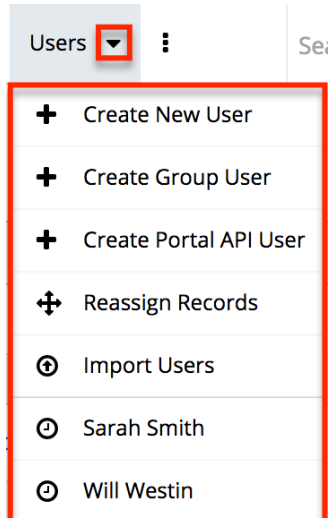 Users
Create New User
Create Group User
Create Portal API User
Reassign Records
Import Users
Sarah Smith
Will Westin